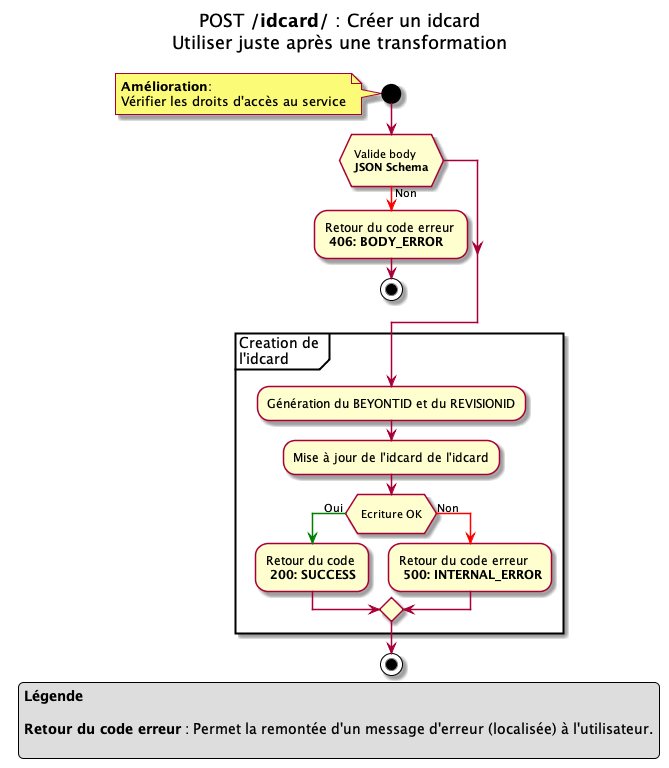 POST /idcard/ : Créer un idcard
Utiliser juste après une transformation
Amélioration:
Vérifier les droits d'accès au service
Valide body
JSON Schema
Non
Retour du code erreur
406: BODY_ERROR
Creation de
l'idcard
Génération du BEYONTID et du REVISIONID
Mise à jour de l'idcard de l'idcard
Oui
Ecriture OK
Non
Retour du code
200: SUCCESS
Retour du code erreur
500: INTERNAL_ERROR
Légende
Retour du code erreur : Permet la remontée d'un message d'erreur (localisée) à l'utilisateur.